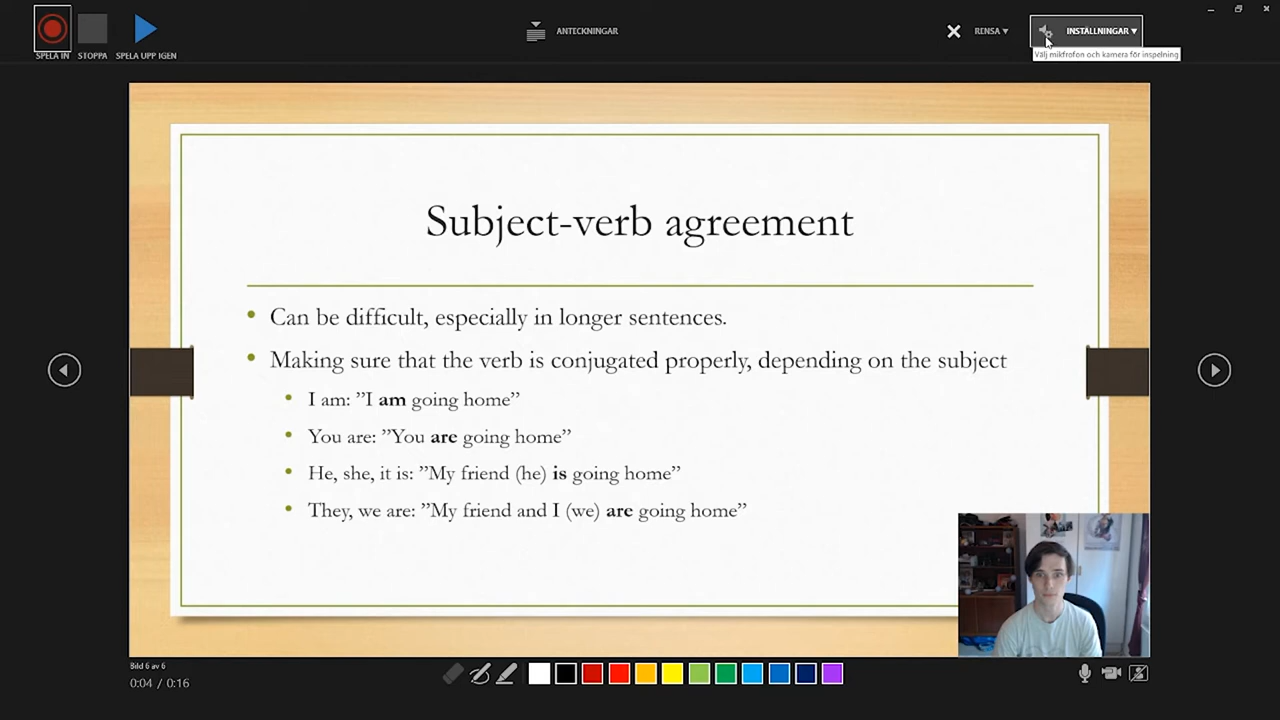 SPELA IN
STOPPA
SPELA UPP IGEN
ANTECKNINGAR
RENSA
INSTÄLLNINGAR
Välj mikfrofon och kamera för inspelning
Subject-verb agreement
• Can be difficult, especially in longer sentences.
• Making sure that the verb is conjugated properly, depending on the subject
• I am: ”I am going home”
• You are: ”You are going home”
• He, she, it is: ”My friend (he) is going home”
• They, we are: ”My friend and I (we) are going home”
Bild 6 av 6
0:04 / 0:16